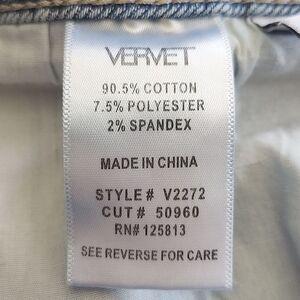 VERVET
90.5% COTTON
7.5% POLYESTER
2% SPANDEX
MADE IN CHINA
STYLE# V2272
CUT# 50960
RN#125813
SEE REVERSE FOR CARE